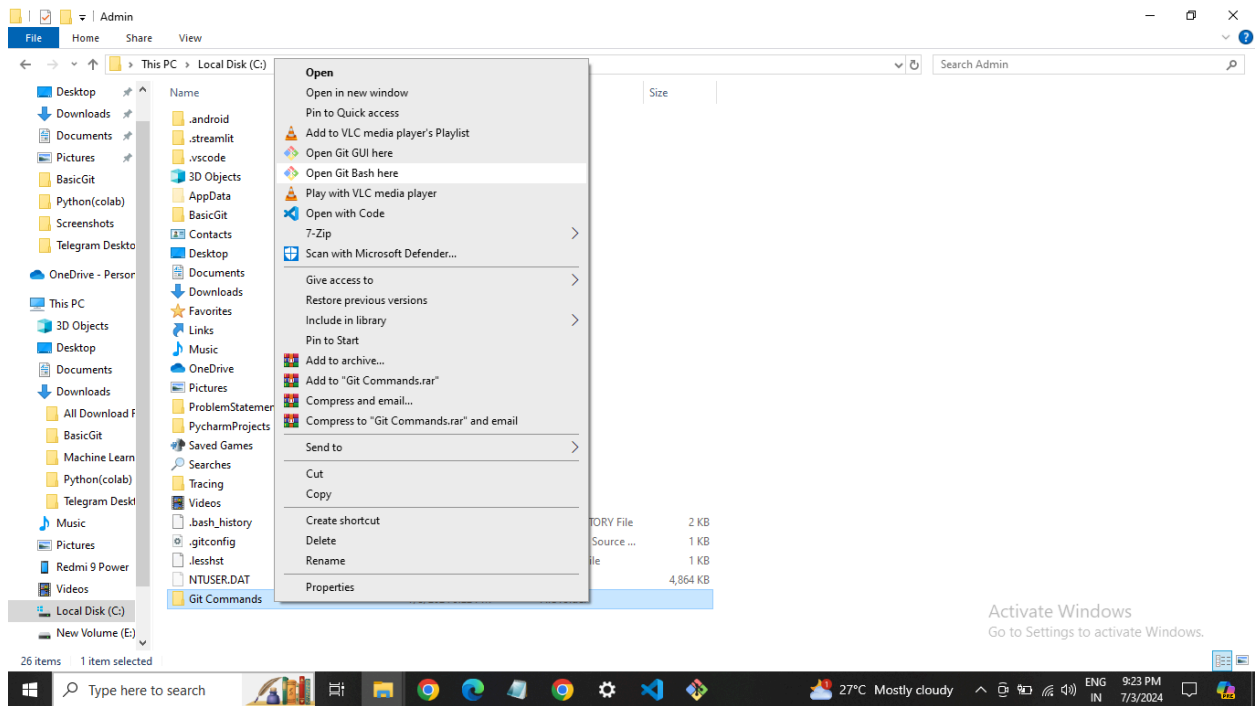 Admin
File Home Share View
This PC Local Disk (C:)
Search Admin
Desktop
Downloads
Documents
Pictures
BasicGit
Python(colab)
Screenshots
Telegram Deskto
OneDrive - Person
This PC
3D Objects
Desktop
Documents
Downloads
All Download F
BasicGit
Machine Learn
Python(colab)
Telegram Deskt
Music
Pictures
Redmi 9 Power
Videos
Local Disk (C:)
New Volume (E:)
Name
Size
.android
.streamlit
.vscode
3D Objects
AppData
BasicGit
Contacts
Desktop
Documents
Downloads
Favorites
Links
Music
OneDrive
Pictures
ProblemStatemen
PycharmProjects
Saved Games
Searches
Tracing
Videos
.bash_history TORY File 2 KB
.gitconfig Source ... 1 KB
.lesshst ile 1 KB
NTUSER.DAT 4,864 KB
Git Commands
Open
Open in new window
Pin to Quick access
Add to VLC media player's Playlist
Open Git GUI here
Open Git Bash here
Play with VLC media player
Open with Code
7-Zip
Scan with Microsoft Defender...
Give access to
Restore previous versions
Include in library
Pin to Start
Add to archive...
Add to "Git Commands.rar"
Compress and email...
Compress to "Git Commands.rar" and email
Send to
Cut
Copy
Create shortcut
Delete
Rename
Properties
Activate Windows
Go to Settings to activate Windows.
26 items 1 item selected
Type here to search
27°C Mostly cloudy
ENG
IN
9:23 PM
7/3/2024